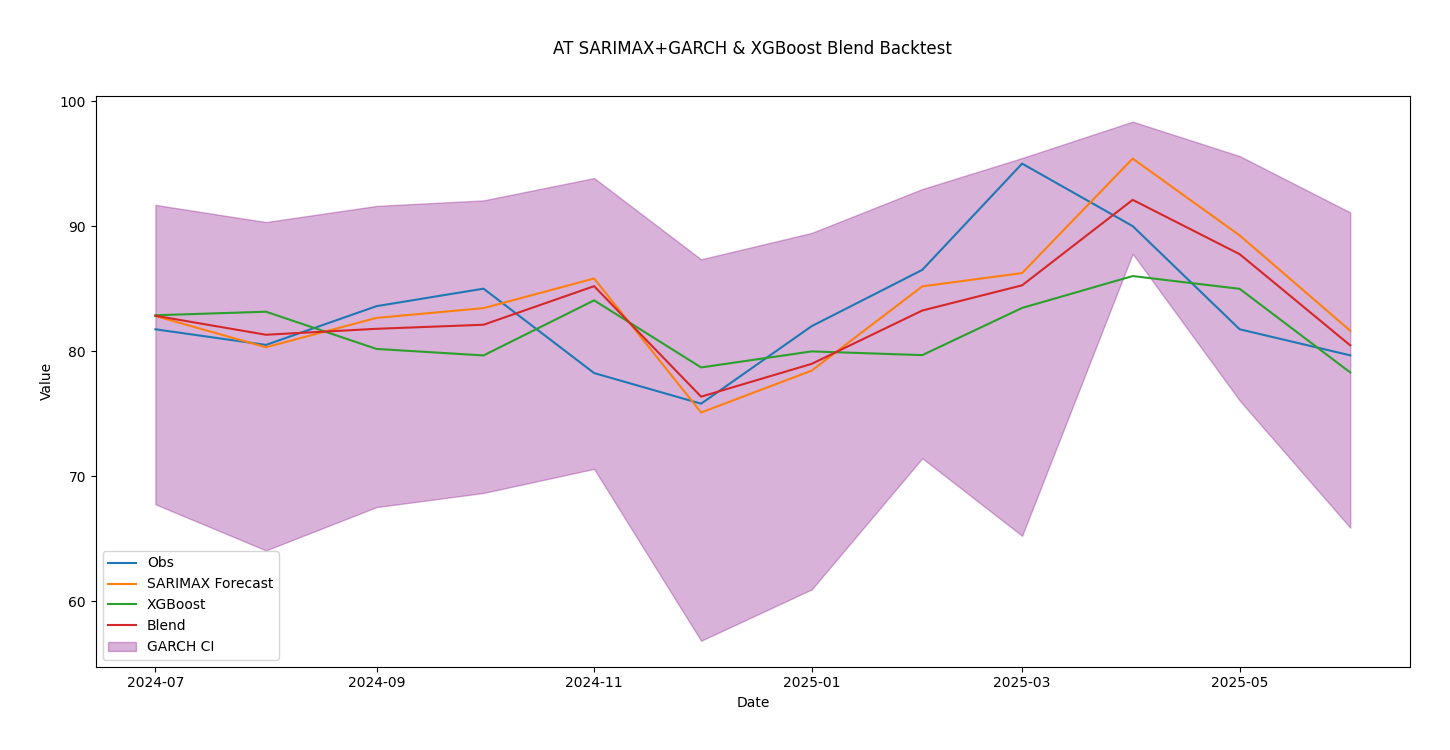 AT SARIMAX+GARCH & XGBoost Blend Backtest
100
90
80
70
60
Value
Obs
SARIMAX Forecast
XGBoost
Blend
GARCH CI
2024-07
2024-09
2024-11
2025-01
2025-03
2025-05
Date